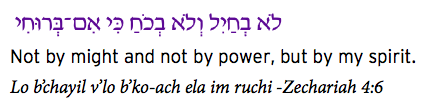 לֹא בְחַיִל וְלֹא בְכֹחַ כִּי אִם־בְּרוּחִי
Not by might and not by power, but by my spirit.
Lo b’chayil v’lo b’ko-ach ela im ruchi -Zechariah 4:6